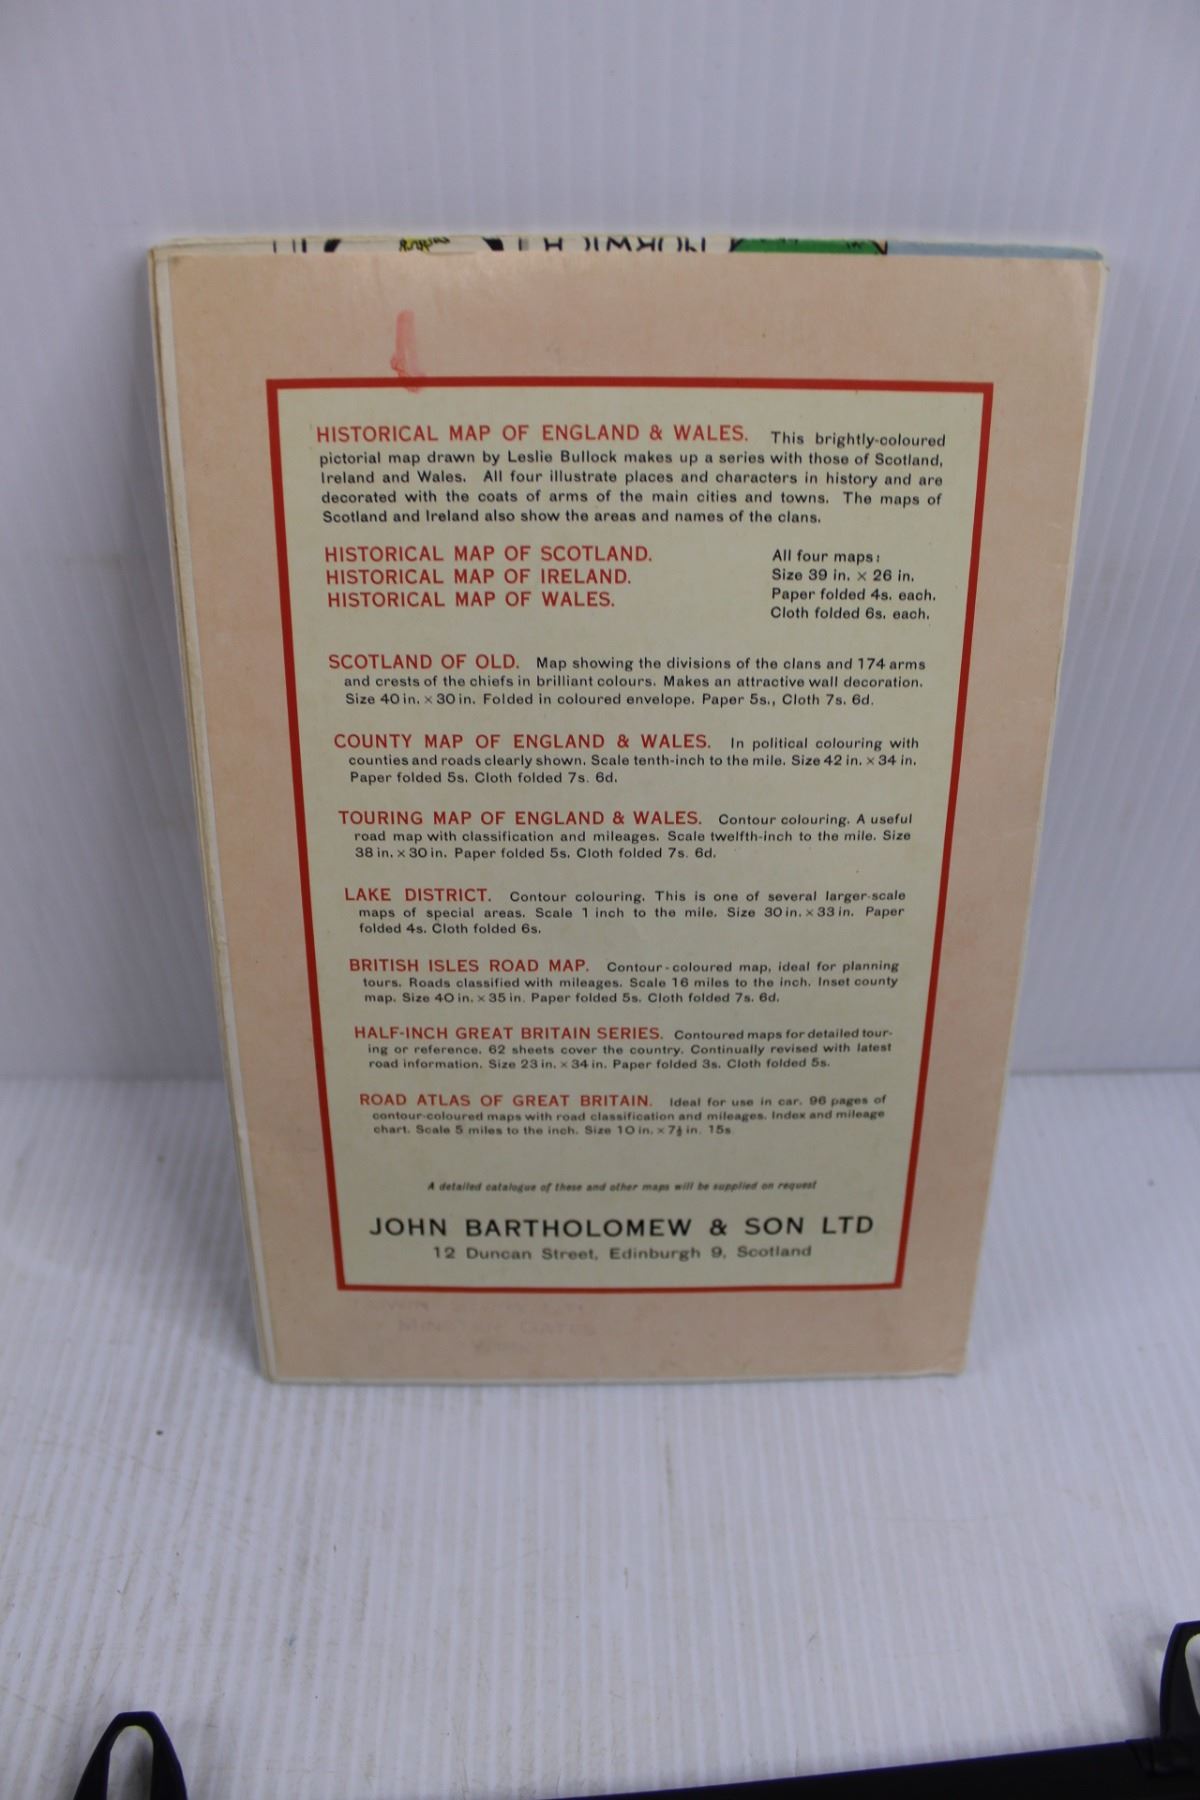 HISTORICAL MAP OF ENGLAND & WALES. This brightly-coloured
pictorial map drawn by Leslie Bullock makes up a series with those of Scotland,
Ireland and Wales. All four illustrate places and characters in history and are
decorated with the coats of arms of the main cities and towns. The maps of
Scotland and Ireland also show the areas and names of the clans.
HISTORICAL MAP OF SCOTLAND.
HISTORICAL MAP OF IRELAND.
HISTORICAL MAP OF WALES.
All four maps:
Size 39 in. × 26 in.
Paper folded 4s. each.
Cloth folded 6s. each.
SCOTLAND OF OLD. Map showing the divisions of the clans and 174 arms
and crests of the chiefs in brilliant colours. Makes an attractive wall decoration.
Size 40 in. × 30 in. Folded in coloured envelope. Paper 5s., Cloth 7s. 6d.
COUNTY MAP OF ENGLAND & WALES. In political colouring with
counties and roads clearly shown. Scale tenth-inch to the mile. Size 42 in. × 34 in.
Paper folded 5s. Cloth folded 7s. 6d.
TOURING MAP OF ENGLAND & WALES. Contour colouring. A useful
road map with classification and mileages. Scale twelfth-inch to the mile. Size
38 in. × 30 in. Paper folded 5s. Cloth folded 7s. 6d.
LAKE DISTRICT. Contour colouring. This is one of several larger-scale
maps of special areas. Scale 1 inch to the mile. Size 30 in. × 33 in. Paper
folded 4s. Cloth folded 6s.
BRITISH ISLES ROAD MAP. Contour-coloured map, ideal for planning
tours. Roads classified with mileages. Scale 16 miles to the inch. Inset county
map. Size 40 in. × 35 in. Paper folded 5s. Cloth folded 7s. 6d.
HALF-INCH GREAT BRITAIN SERIES. Contoured maps for detailed tour-
ing or reference. 62 sheets cover the country. Continually revised with latest
road information. Size 23 in. × 34 in. Paper folded 3s. Cloth folded 5s.
ROAD ATLAS OF GREAT BRITAIN. Ideal for use in car. 96 pages of
contour-coloured maps with road classification and mileages. Index and mileage
chart. Scale 5 miles to the inch. Size 10 in. × 7½ in. 15s.
A detailed catalogue of these and other maps will be supplied on request
JOHN BARTHOLOMEW & SON LTD
12 Duncan Street, Edinburgh 9, Scotland
MINSTER GATES